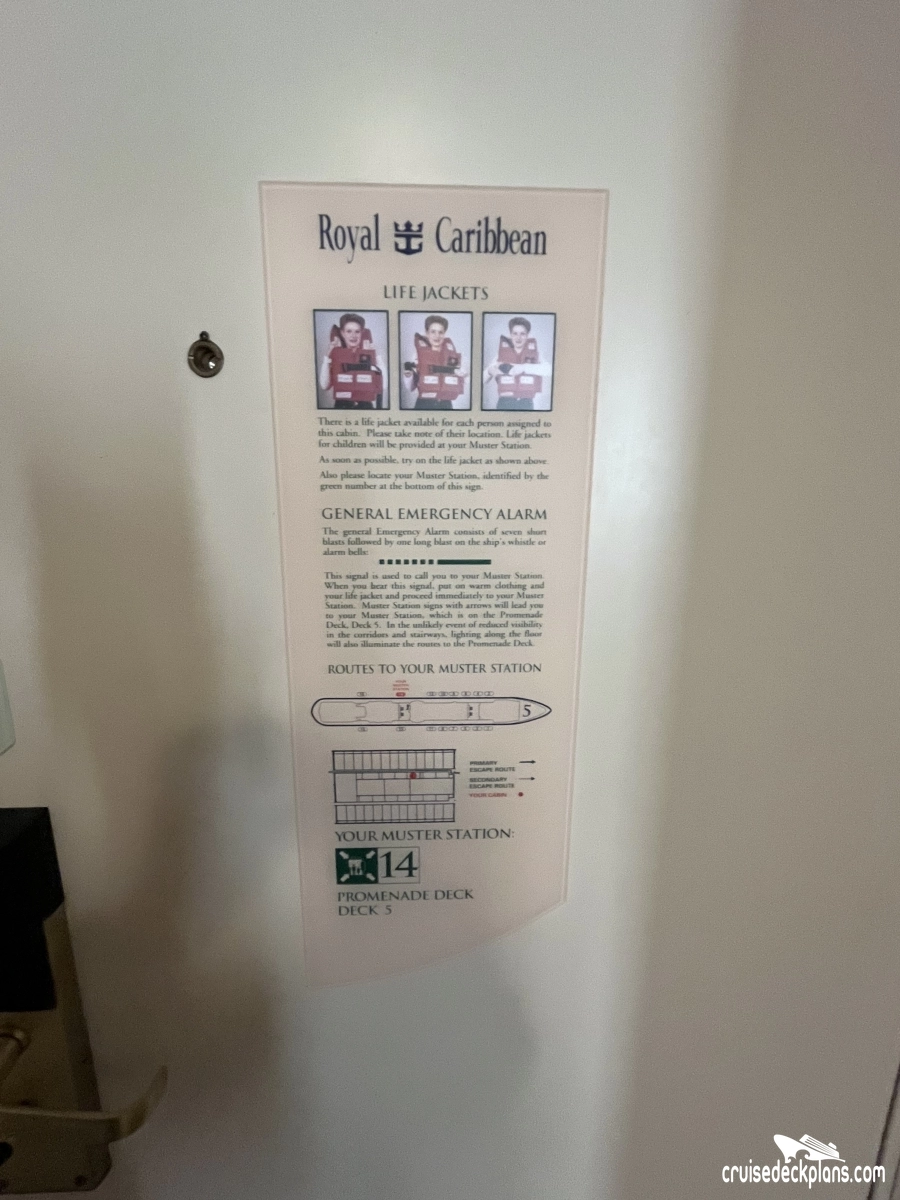 Royal Caribbean
LIFE JACKETS
There is a life jacket available for each person assigned to
this cabin. Please take note of their location. Life jackets
for children will be provided at your Muster Station.
As soon as possible, try on the life jacket as shown above.
Also please locate your Muster Station, identified by the
green number at the bottom of this sign.
GENERAL EMERGENCY ALARM
The general Emergency Alarm consists of seven short
blasts followed by one long blast on the ship's whistle or
alarm bells:
This signal is used to call you to your Muster Station.
When you hear this signal, put on warm clothing and
your life jacket and proceed immediately to your Muster
Station. Muster Station signs with arrows will lead you
to your Muster Station, which is on the Promenade
Deck, Deck 5. In the unlikely event of reduced visibility
in the corridors and stairways, lighting along the floor
will also illuminate the routes to the Promenade Deck.
ROUTES TO YOUR MUSTER STATION
YOUR
MUSTER
STATION
5
PRIMARY
ESCAPE ROUTE
SECONDARY
ESCAPE ROUTE
YOUR CABIN
YOUR MUSTER STATION:
14
PROMENADE DECK
DECK 5
cruisedeckplans.com